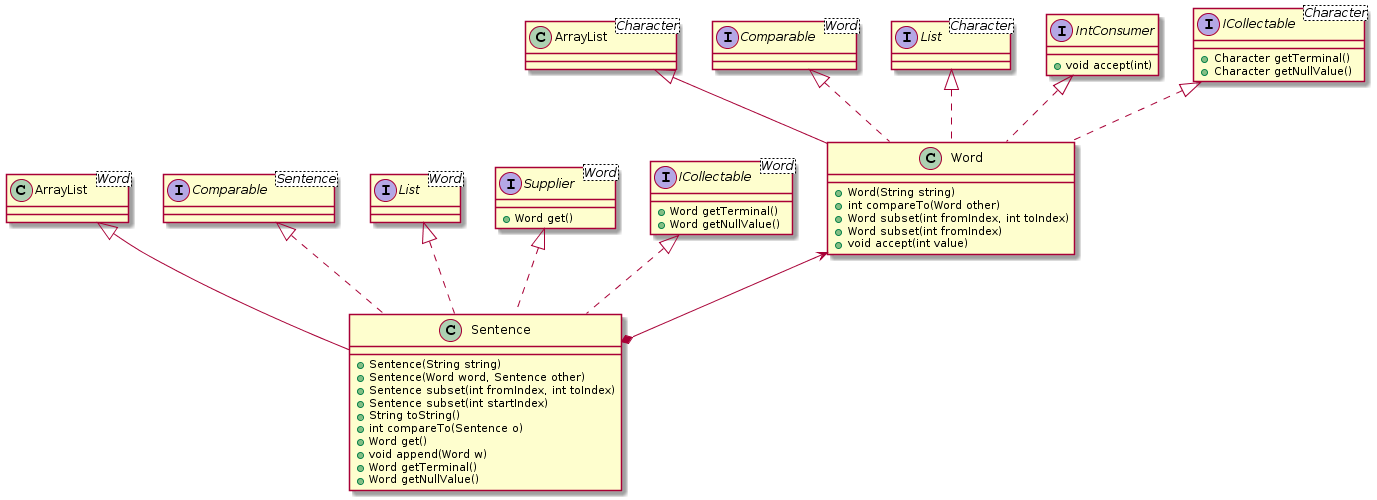 C ArrayList Character
I Comparable Word
I List Character
I IntConsumer
void accept(int)
I ICollectable Character
Character getTerminal()
Character getNullValue()
C Word
Word(String string)
int compareTo(Word other)
Word subset(int fromIndex, int toIndex)
Word subset(int fromIndex)
void accept(int value)
C ArrayList Word
I Comparable Sentence
I List Word
I Supplier Word
Word get()
I ICollectable Word
Word getTerminal()
Word getNullValue()
C Sentence
Sentence(String string)
Sentence(Word word, Sentence other)
Sentence subset(int fromIndex, int toIndex)
Sentence subset(int startIndex)
String toString()
int compareTo(Sentence o)
Word get()
void append(Word w)
Word getTerminal()
Word getNullValue()